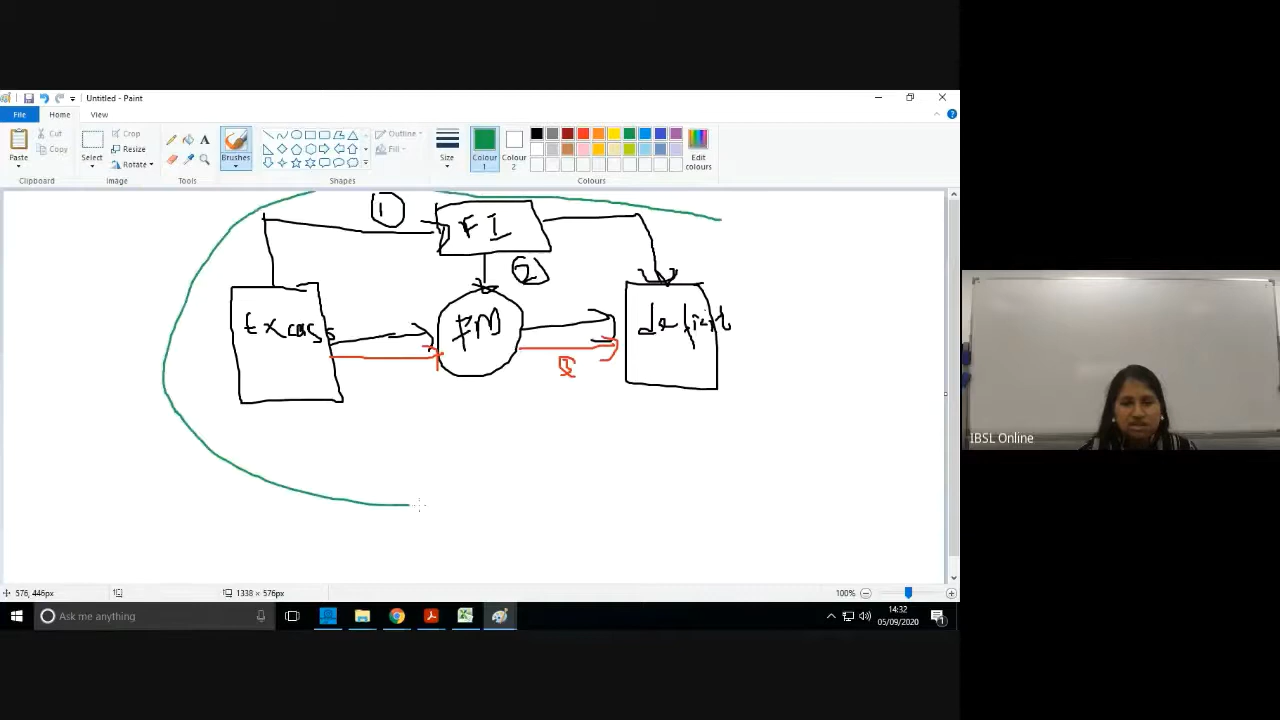 Untitled - Paint
File
Home
View
Paste
Cut
Copy
Clipboard
Select
Crop
Resize
Rotate
Image
Tools
Brushes
Shapes
Outline
Fill
Size
Colour 1
Colour 2
Edit colours
Colours
1
FI
2
Excess
FM
deficit
3
IBSL Online
576, 446px
1338 × 576px
100%
Ask me anything
14:32
05/09/2020